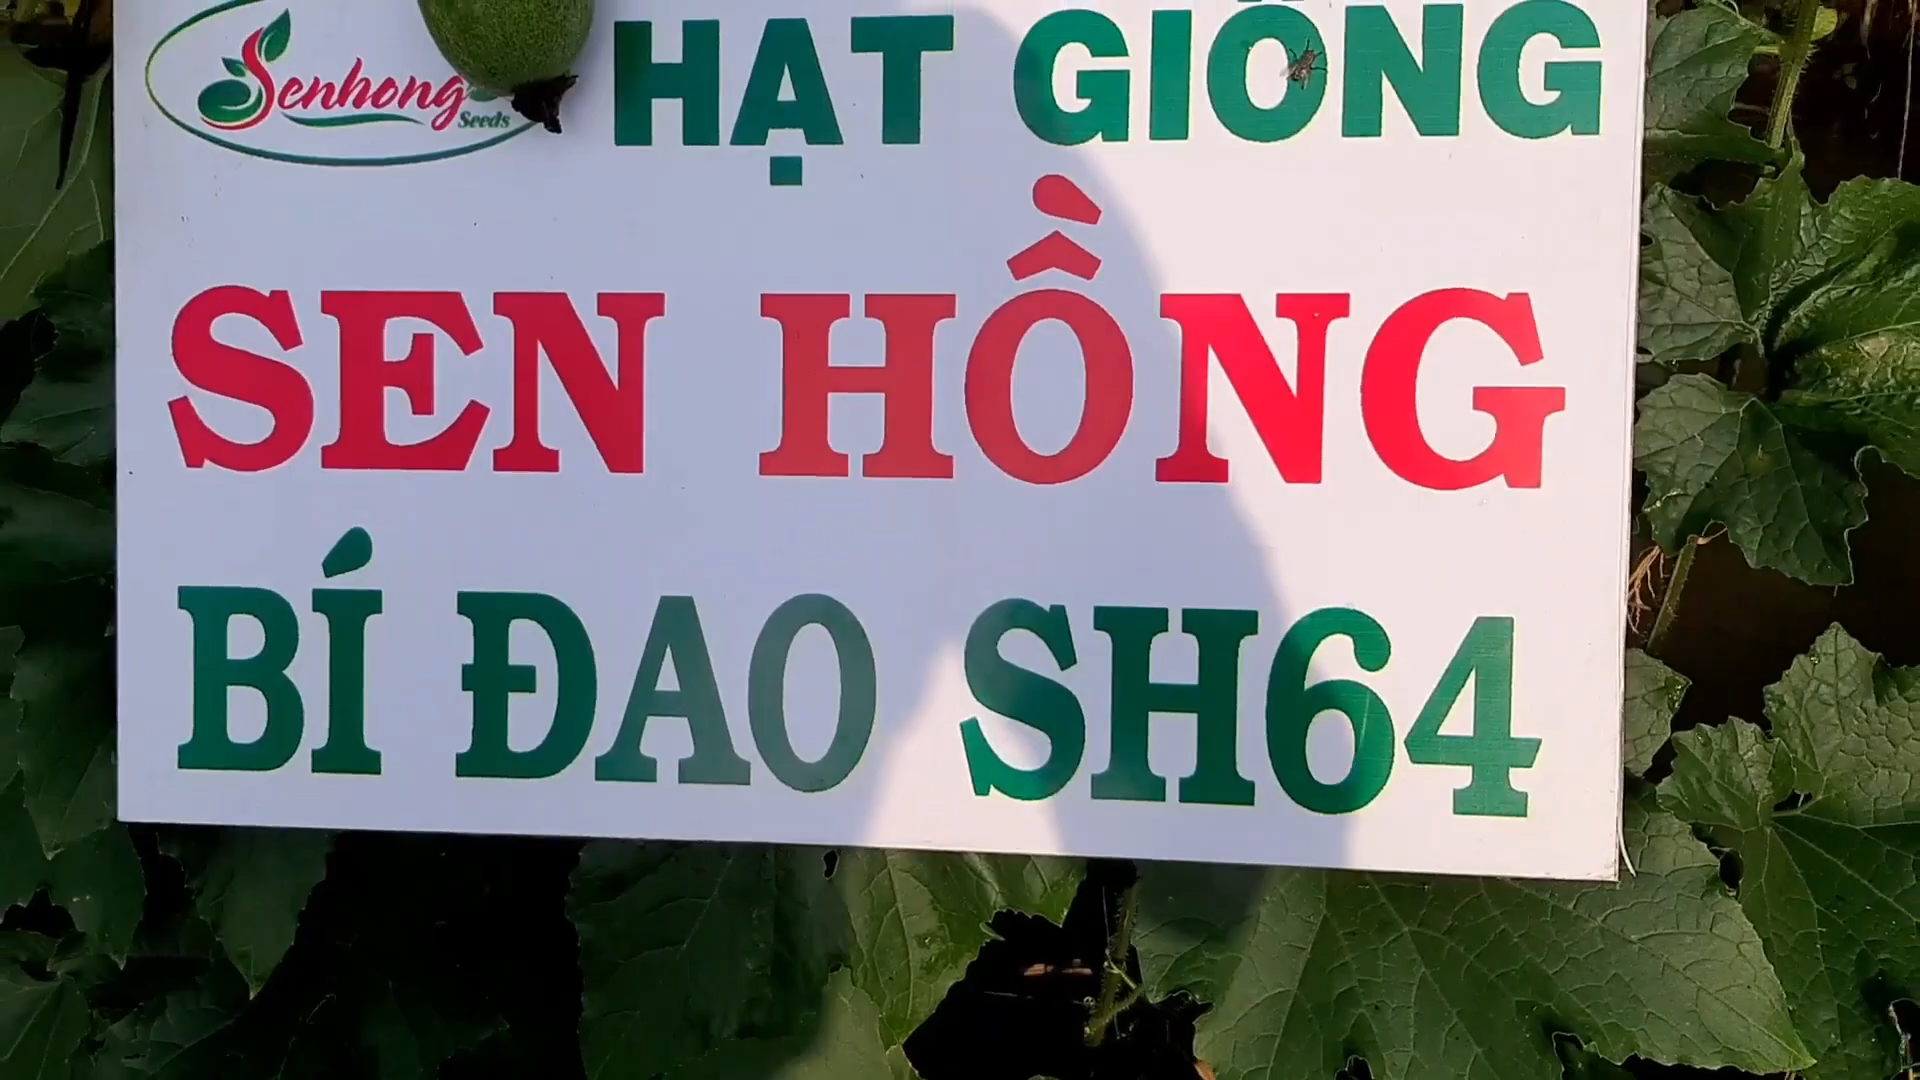 Senhong
Seeds
HẠT GIỐNG
SEN HỒNG
BÍ ĐAO SH64